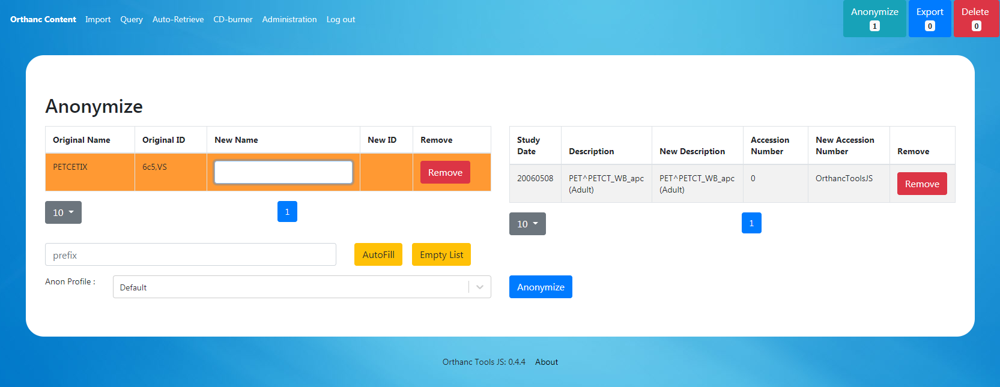 Orthanc Content Import Query Auto-Retrieve CD-burner Administration Log out
Anonymize
1
Export
0
Delete
0
Anonymize
Original Name Original ID New Name New ID Remove
PETCETIX 6c5,VS Remove
10 1
Study Date Description New Description Accession Number New Accession Number Remove
20060508 PET^PETCT_WB_apc (Adult) PET^PETCT_WB_apc (Adult) 0 OrthancToolsJS Remove
10 1
prefix AutoFill Empty List
Anon Profile : Default
Anonymize
Orthanc Tools JS: 0.4.4 About